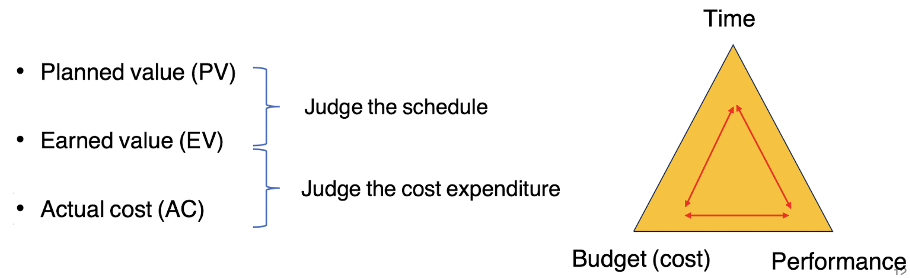 Time
• Planned value (PV)
Judge the schedule
• Earned value (EV)
Judge the cost expenditure
• Actual cost (AC)
Budget (cost)
Performance